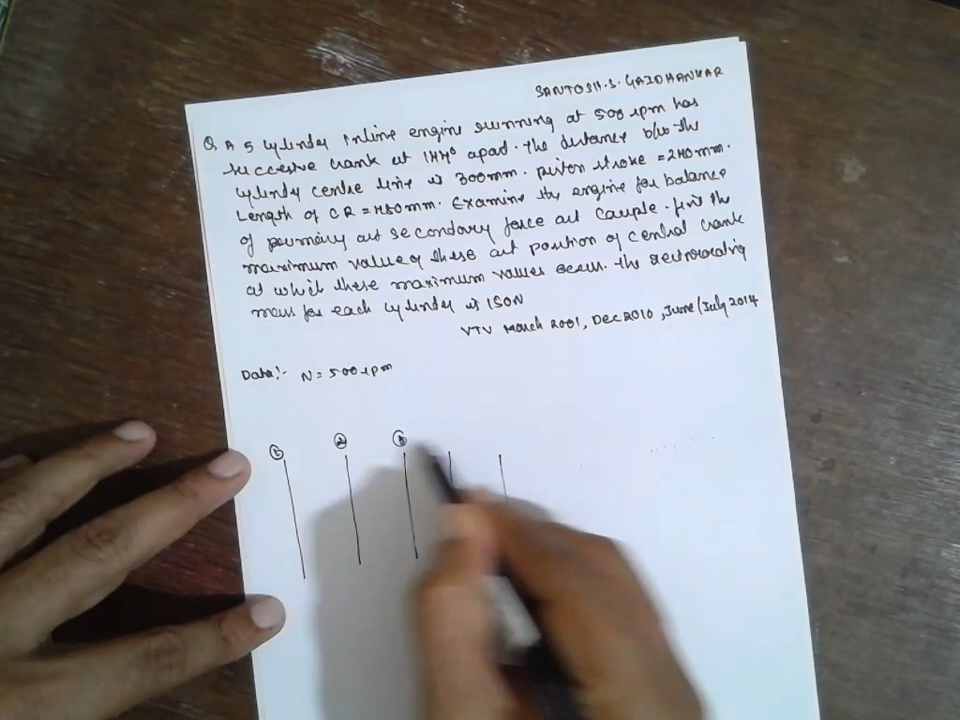 SANTOSH.S.GAIDHANKAR
Q. A 5 cylinder inline engine running at 500 rpm has
successive crank at 144° apart. The distance b/w the
cylinder centre line is 300mm. piston stroke = 240mm.
Length of CR = 480mm. Examine the engine for balance
of primary and secondary force and couple. find the
maximum value of these and position of central crank
at which these maximum values occur. The reciprocating
mass for each cylinder is 150N
VTU March 2001, Dec 2010, June/July 2014
Data:- N = 500 rpm
1 2 3